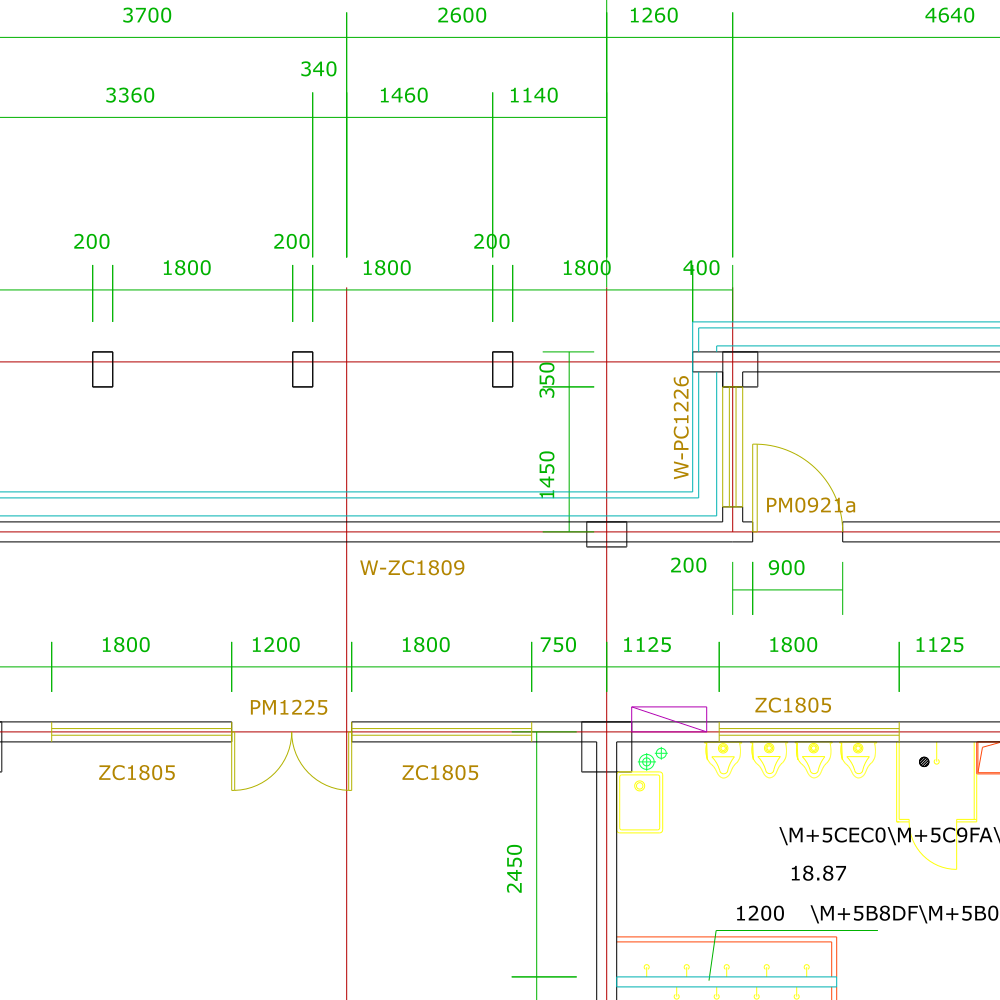 3700 2600 1260 4640
340
3360 1460 1140
200 200 200
1800 1800 1800 400
350
W-PC1226
1450
PM0921a
W-ZC1809 200 900
1800 1200 1800 750 1125 1800 1125
PM1225 ZC1805
ZC1805 ZC1805
\M+5CEC0\M+5C9FA\
2450
18.87
1200 \M+5B8DF\M+5B0